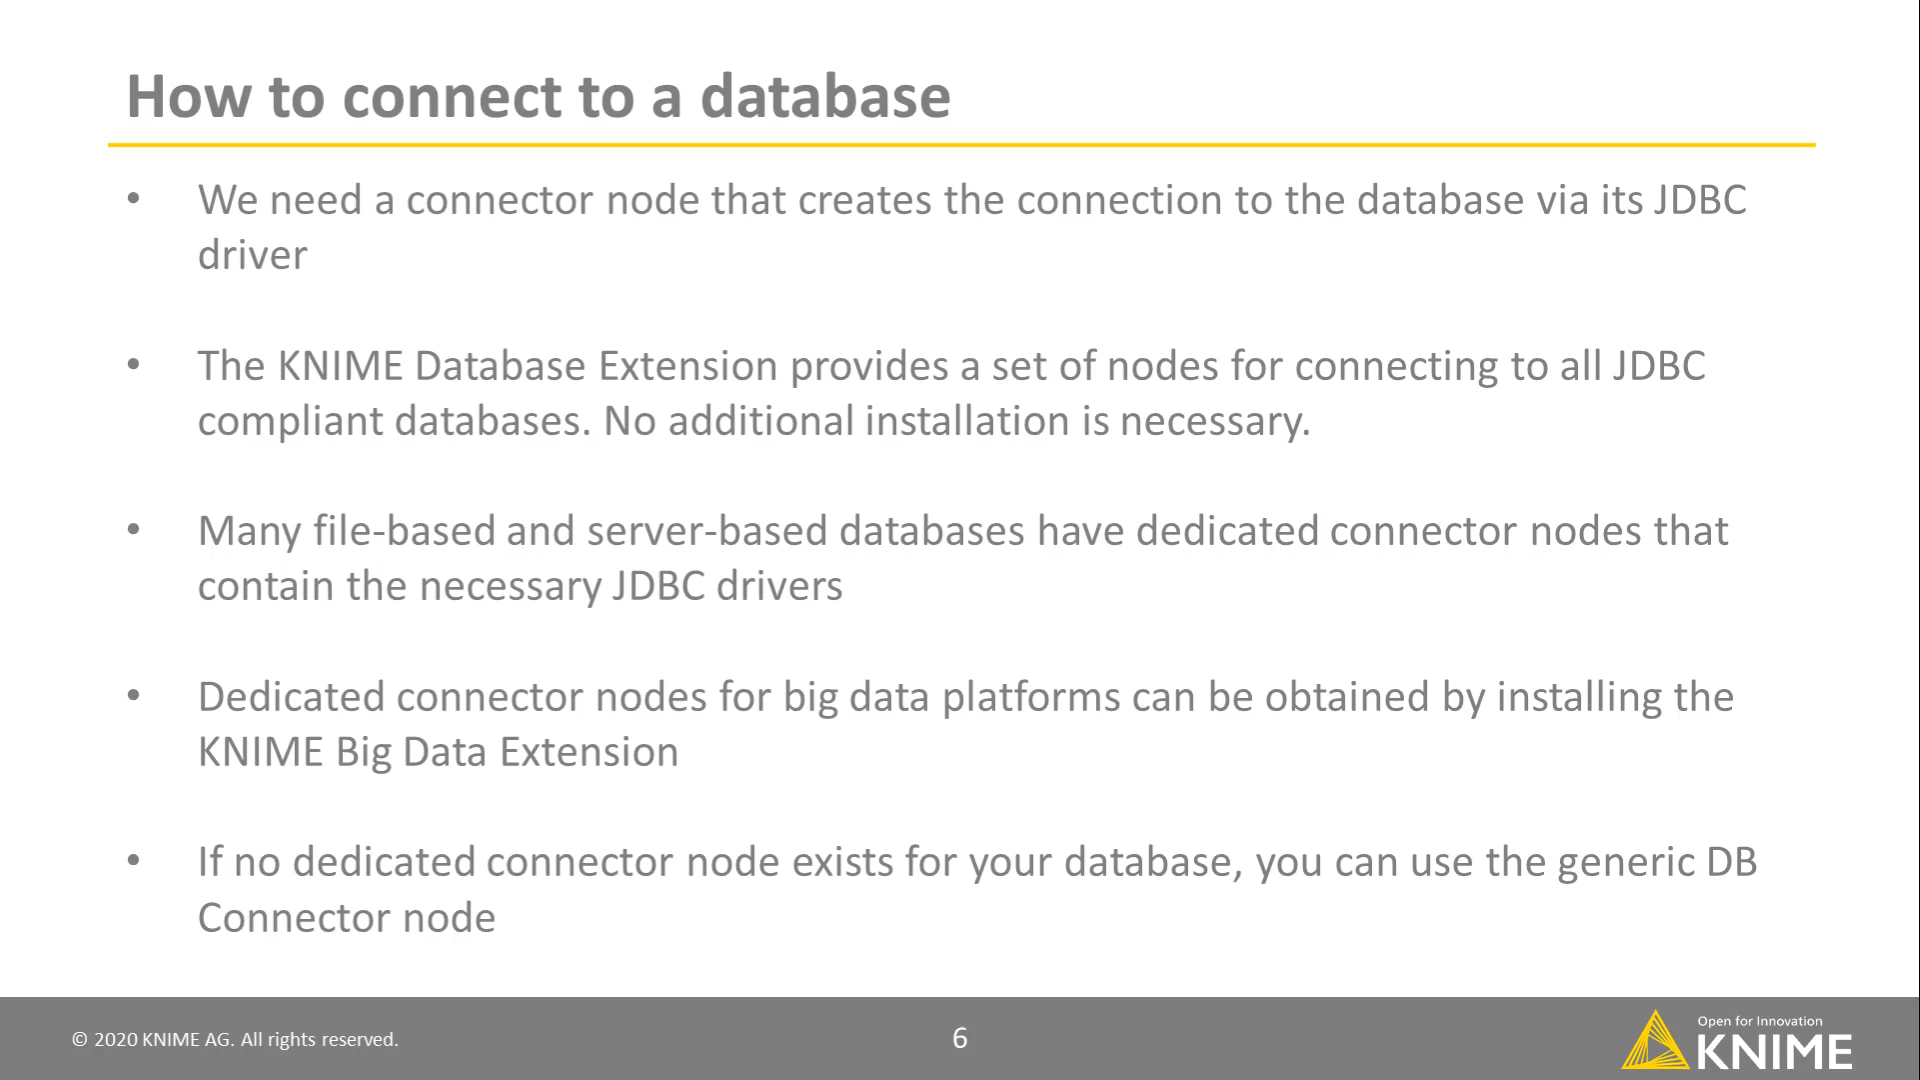 How to connect to a database
• We need a connector node that creates the connection to the database via its JDBC
driver
• The KNIME Database Extension provides a set of nodes for connecting to all JDBC
compliant databases. No additional installation is necessary.
• Many file-based and server-based databases have dedicated connector nodes that
contain the necessary JDBC drivers
• Dedicated connector nodes for big data platforms can be obtained by installing the
KNIME Big Data Extension
• If no dedicated connector node exists for your database, you can use the generic DB
Connector node
© 2020 KNIME AG. All rights reserved.
6
Open for Innovation
KNIME